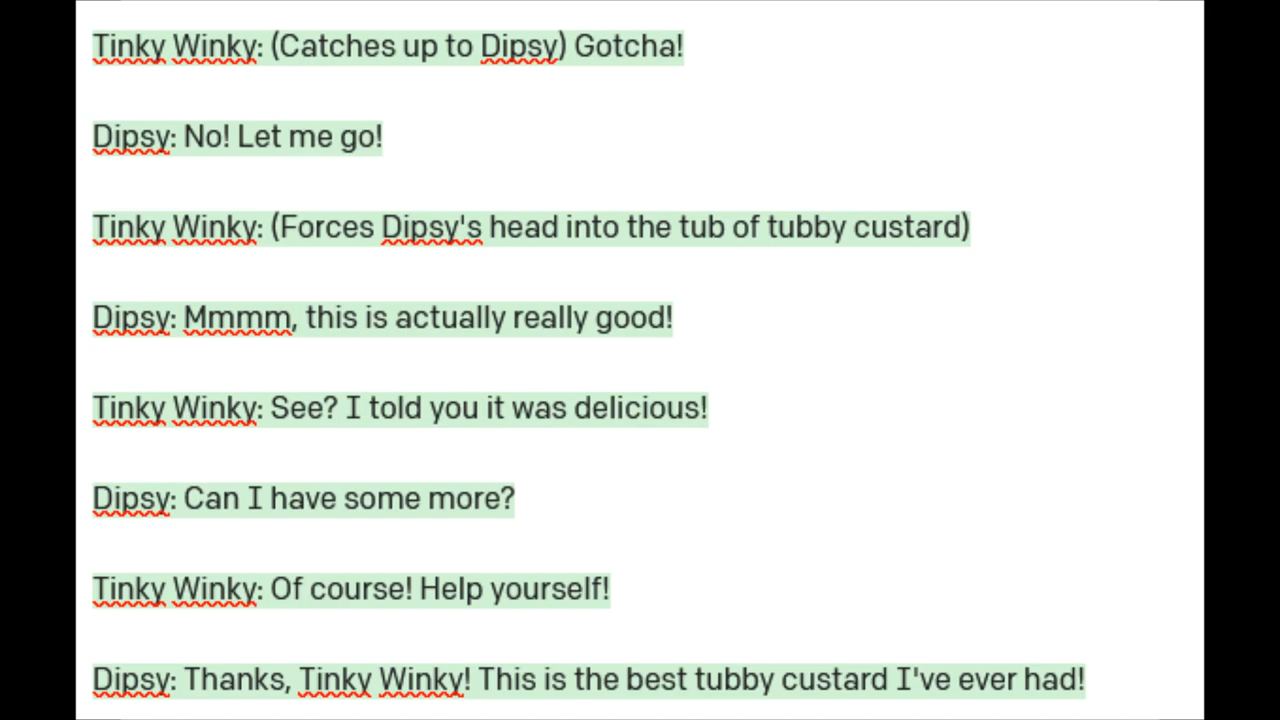 Tinky Winky: (Catches up to Dipsy) Gotcha!
Dipsy: No! Let me go!
Tinky Winky: (Forces Dipsy's head into the tub of tubby custard)
Dipsy: Mmmm, this is actually really good!
Tinky Winky: See? I told you it was delicious!
Dipsy: Can I have some more?
Tinky Winky: Of course! Help yourself!
Dipsy: Thanks, Tinky Winky! This is the best tubby custard I've ever had!